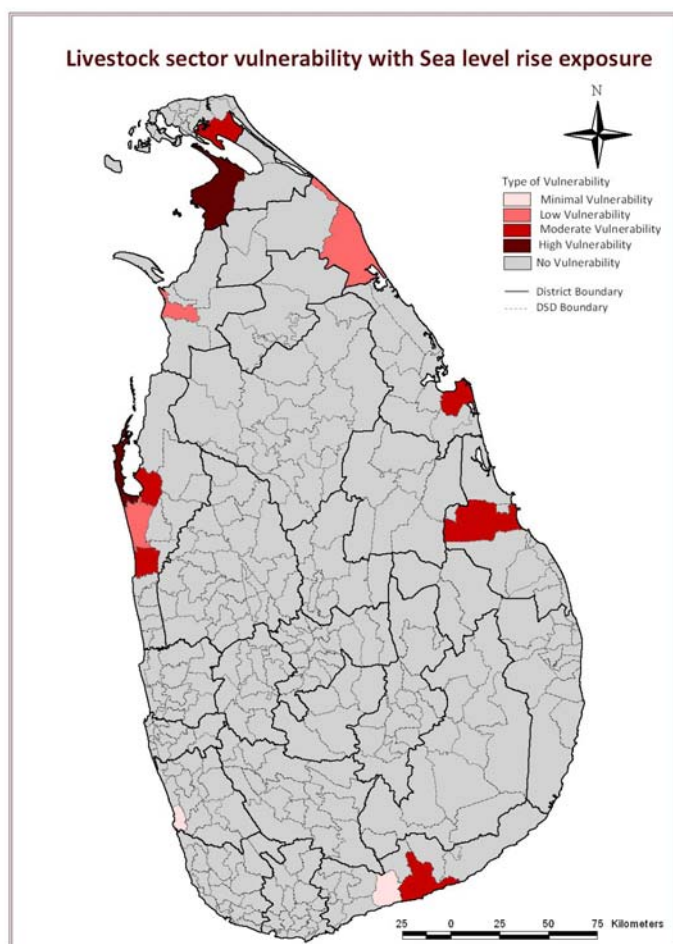 Livestock sector vulnerability with Sea level rise exposure
N
Type of Vulnerability
Minimal Vulnerability
Low Vulnerability
Moderate Vulnerability
High Vulnerability
No Vulnerability
District Boundary
DSD Boundary
25 0 25 50 75 Kilometers